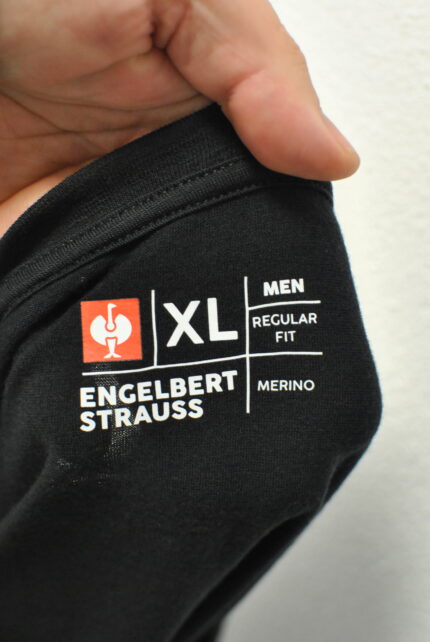 XL
MEN
REGULAR
FIT
ENGELBERT
STRAUSS
MERINO